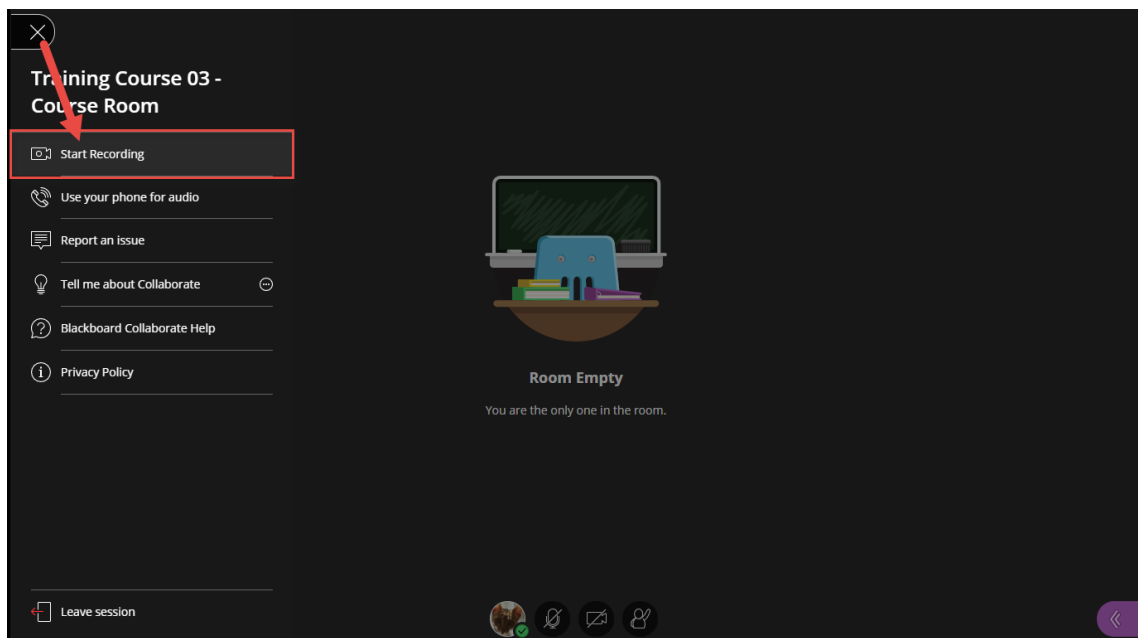 Training Course 03 -
Course Room
Start Recording
Use your phone for audio
Report an issue
Tell me about Collaborate
Blackboard Collaborate Help
Privacy Policy
Leave session
Room Empty
You are the only one in the room.